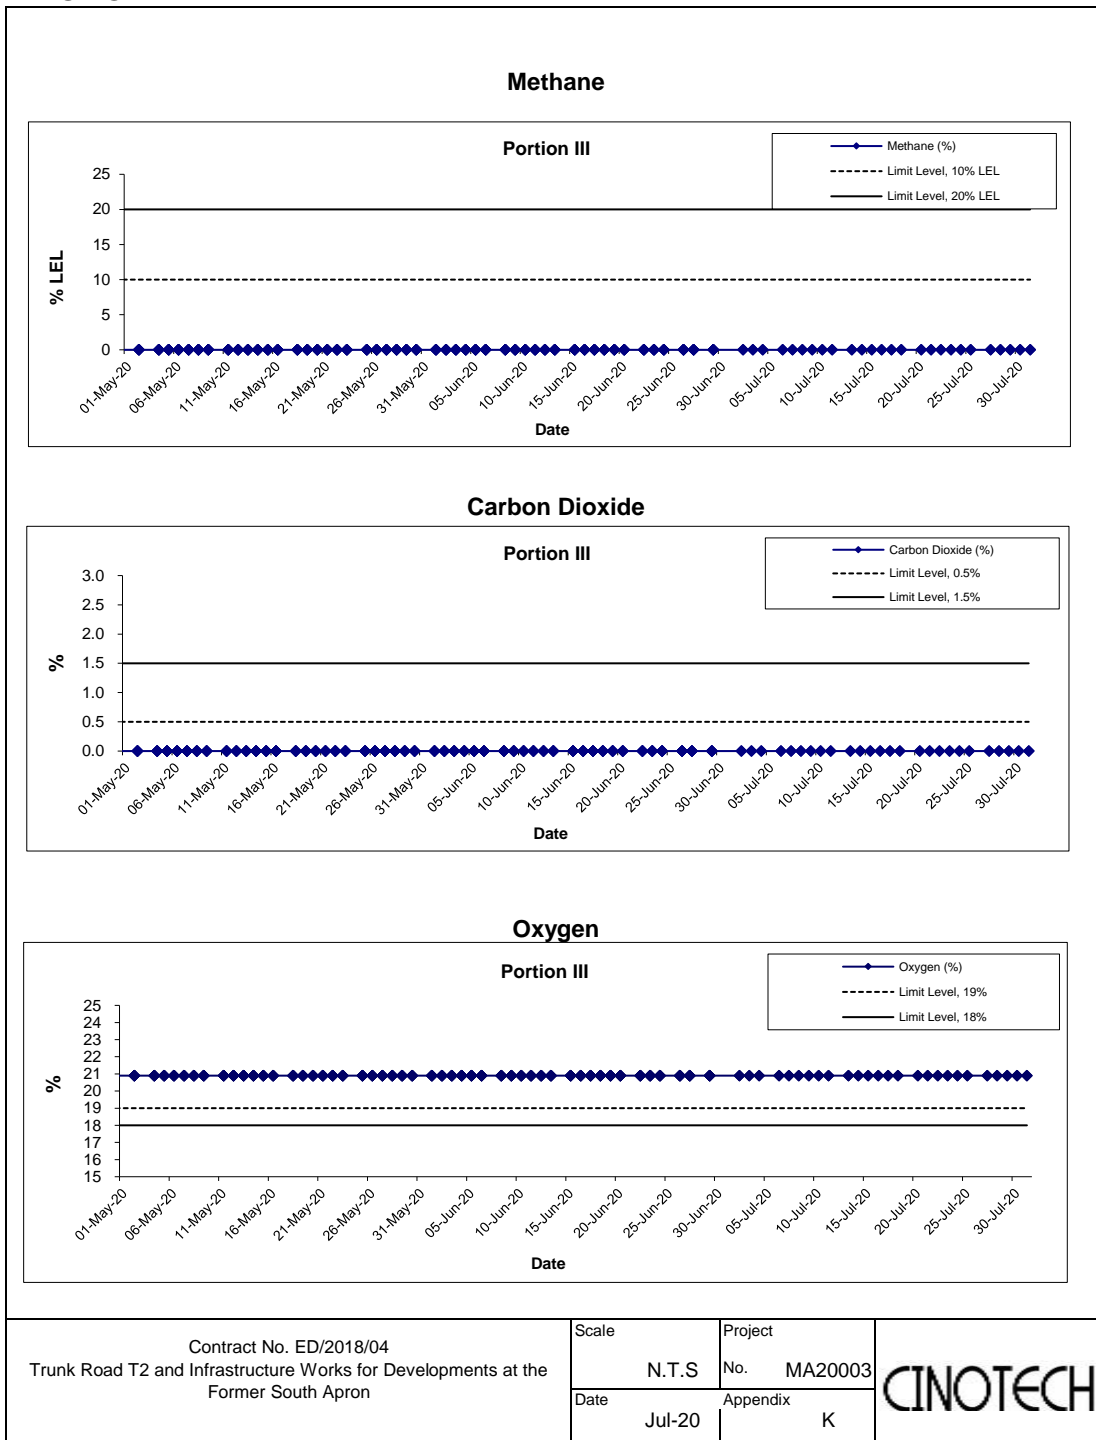 Methane
Portion III
Methane (%)
Limit Level, 10% LEL
Limit Level, 20% LEL
25
20
15
10
5
0
% LEL
01-May-20
06-May-20
11-May-20
16-May-20
21-May-20
26-May-20
31-May-20
05-Jun-20
10-Jun-20
15-Jun-20
20-Jun-20
25-Jun-20
30-Jun-20
05-Jul-20
10-Jul-20
15-Jul-20
20-Jul-20
25-Jul-20
30-Jul-20
Date
Carbon Dioxide
Portion III
Carbon Dioxide (%)
Limit Level, 0.5%
Limit Level, 1.5%
3.0
2.5
2.0
1.5
1.0
0.5
0.0
%
01-May-20
06-May-20
11-May-20
16-May-20
21-May-20
26-May-20
31-May-20
05-Jun-20
10-Jun-20
15-Jun-20
20-Jun-20
25-Jun-20
30-Jun-20
05-Jul-20
10-Jul-20
15-Jul-20
20-Jul-20
25-Jul-20
30-Jul-20
Date
Oxygen
Portion III
Oxygen (%)
Limit Level, 19%
Limit Level, 18%
25
24
23
22
21
20
19
18
17
16
15
%
01-May-20
06-May-20
11-May-20
16-May-20
21-May-20
26-May-20
31-May-20
05-Jun-20
10-Jun-20
15-Jun-20
20-Jun-20
25-Jun-20
30-Jun-20
05-Jul-20
10-Jul-20
15-Jul-20
20-Jul-20
25-Jul-20
30-Jul-20
Date
Contract No. ED/2018/04
Trunk Road T2 and Infrastructure Works for Developments at the
Former South Apron
Scale
N.T.S
Project
No. MA20003
Date
Jul-20
Appendix
K
CINOTECH